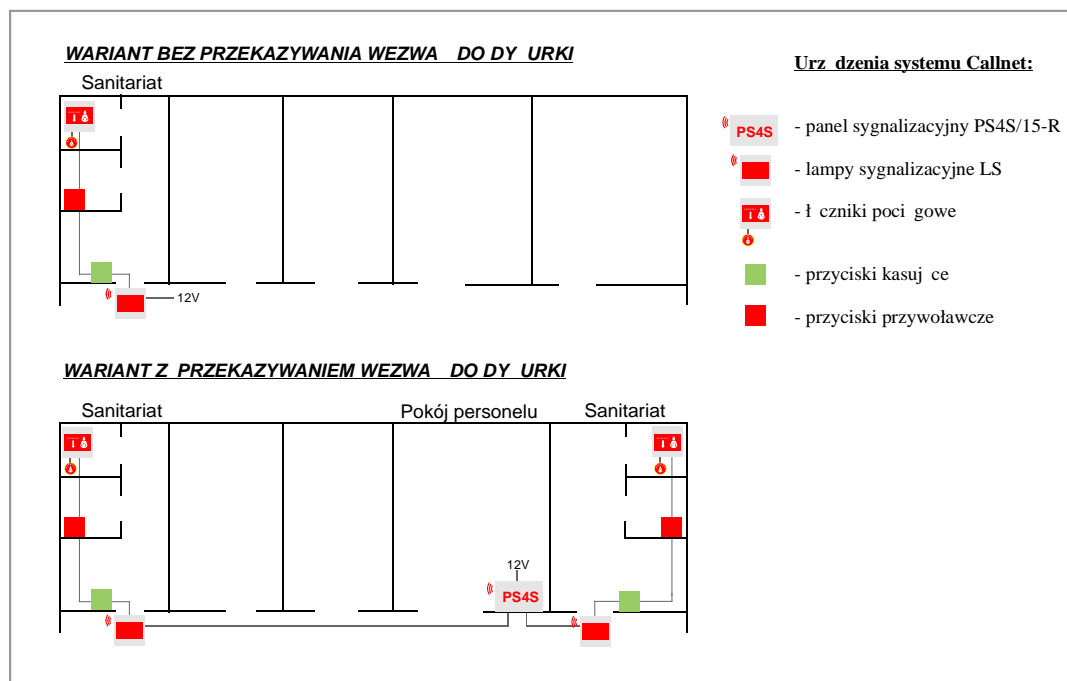 WARIANT BEZ PRZEKAZYWANIA WEZWA DO DY URKI
Sanitariat
12V
WARIANT Z PRZEKAZYWANIEM WEZWA DO DY URKI
Sanitariat
Pokój personelu
Sanitariat
12V
PS4S
Urz dzenia systemu Callnet:
PS4S
- panel sygnalizacyjny PS4S/15-R
- lampy sygnalizacyjne LS
- ł czniki poci gowe
- przyciski kasuj ce
- przyciski przywoławcze